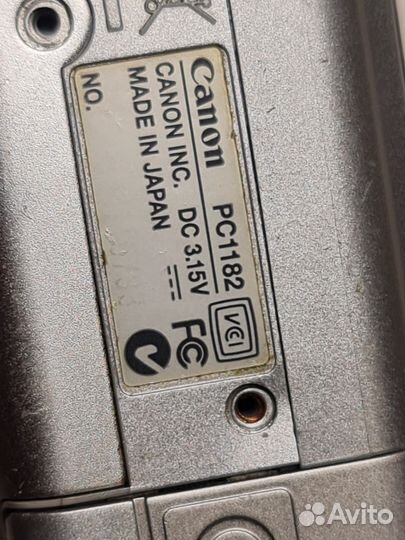 Canon
PC1182
CANON INC. DC 3.15V
MADE IN JAPAN
NO.
VCI
FC
Avito